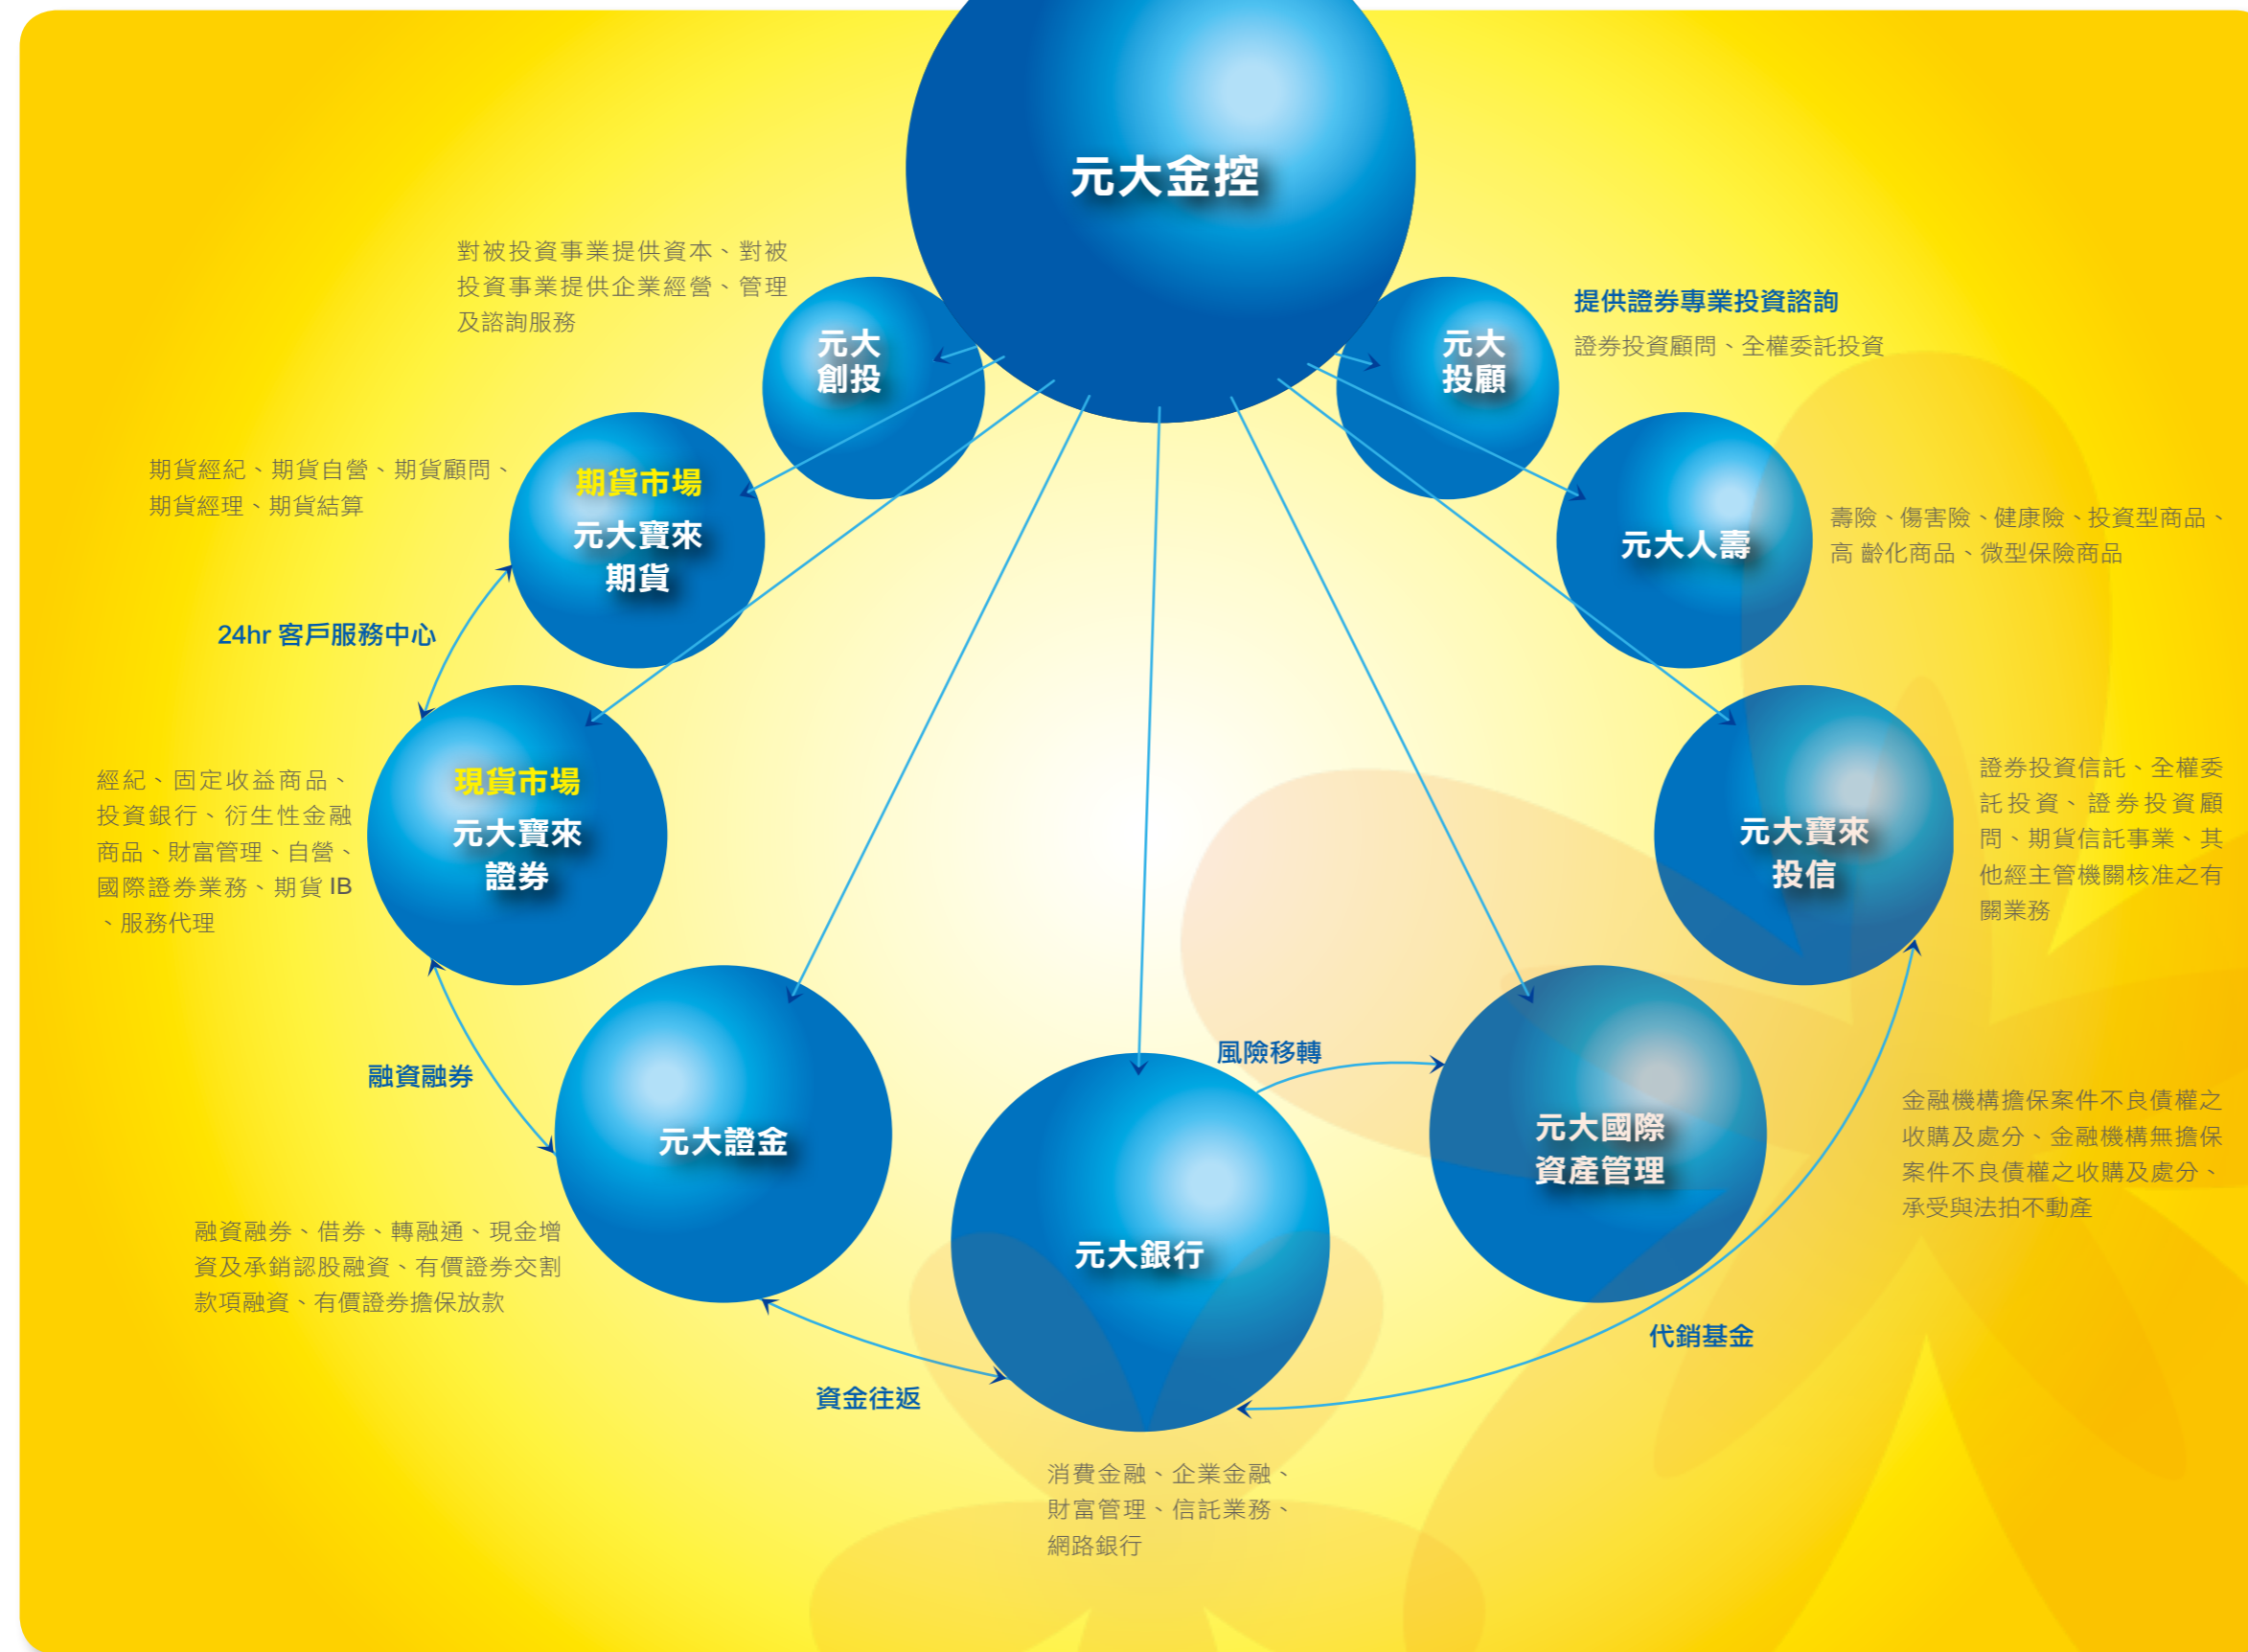 元大金控
對被投資事業提供資本、對被
投資事業提供企業經營、管理
及諮詢服務
元大
創投
元大
投顧
提供證券專業投資諮詢
證券投資顧問、全權委託投資
期貨經紀、期貨自營、期貨顧問、
期貨經理、期貨結算
期貨市場
元大寶來
期貨
元大人壽
壽險、傷害險、健康險、投資型商品、
高 齡化商品、微型保險商品
24hr 客戶服務中心
經紀、固定收益商品、
投資銀行、衍生性金融
商品、財富管理、自營、
國際證券業務、期貨 IB
、服務代理
現貨市場
元大寶來
證券
元大寶來
投信
證券投資信託、全權委
託投資、證券投資顧
問、期貨信託事業、其
他經主管機關核准之有
關業務
融資融券
元大證金
風險移轉
元大國際
資產管理
金融機構擔保案件不良債權之
收購及處分、金融機構無擔保
案件不良債權之收購及處分、
承受與法拍不動產
融資融券、借券、轉融通、現金增
資及承銷認股融資、有價證券交割
款項融資、有價證券擔保放款
元大銀行
代銷基金
資金往返
消費金融、企業金融、
財富管理、信託業務、
網路銀行